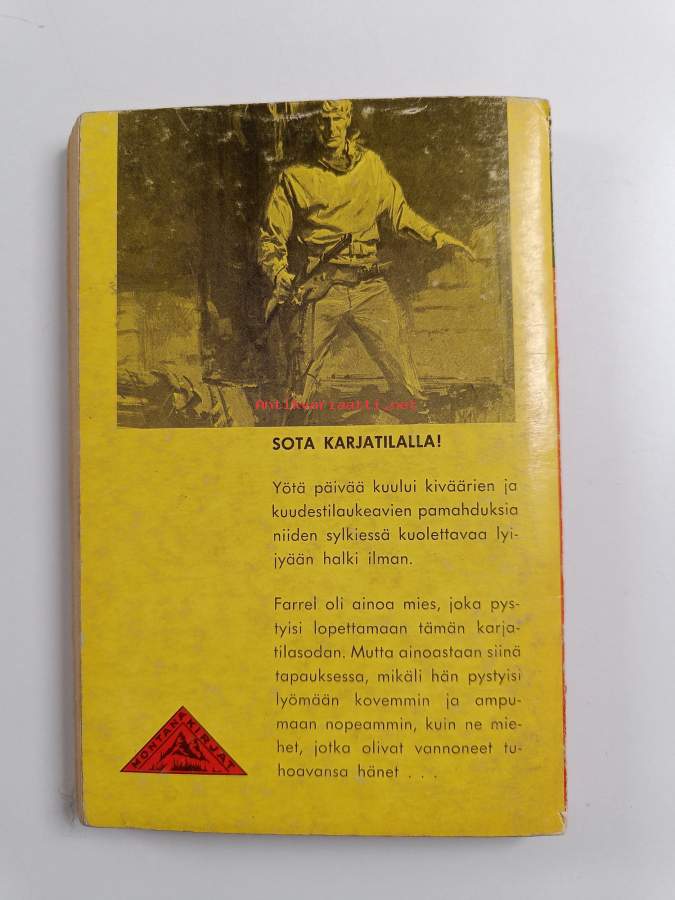 Antikvariaatti.net
SOTA KARJATILALLA!
Yötä päivää kuului kiväärien ja
kuudestilaukeavien pamahduksia
niiden sylkiessä kuolettavaa lyi-
jyään halki ilman.
Farrel oli ainoa mies, joka pys-
tyisi lopettamaan tämän karja-
tilasodan. Mutta ainoastaan siinä
tapauksessa, mikäli hän pystyisi
lyömään kovemmin ja ampu-
maan nopeammin, kuin ne mie-
het, jotka olivat vannoneet tu-
hoavansa hänet . . .
MONTANA KIRJAT